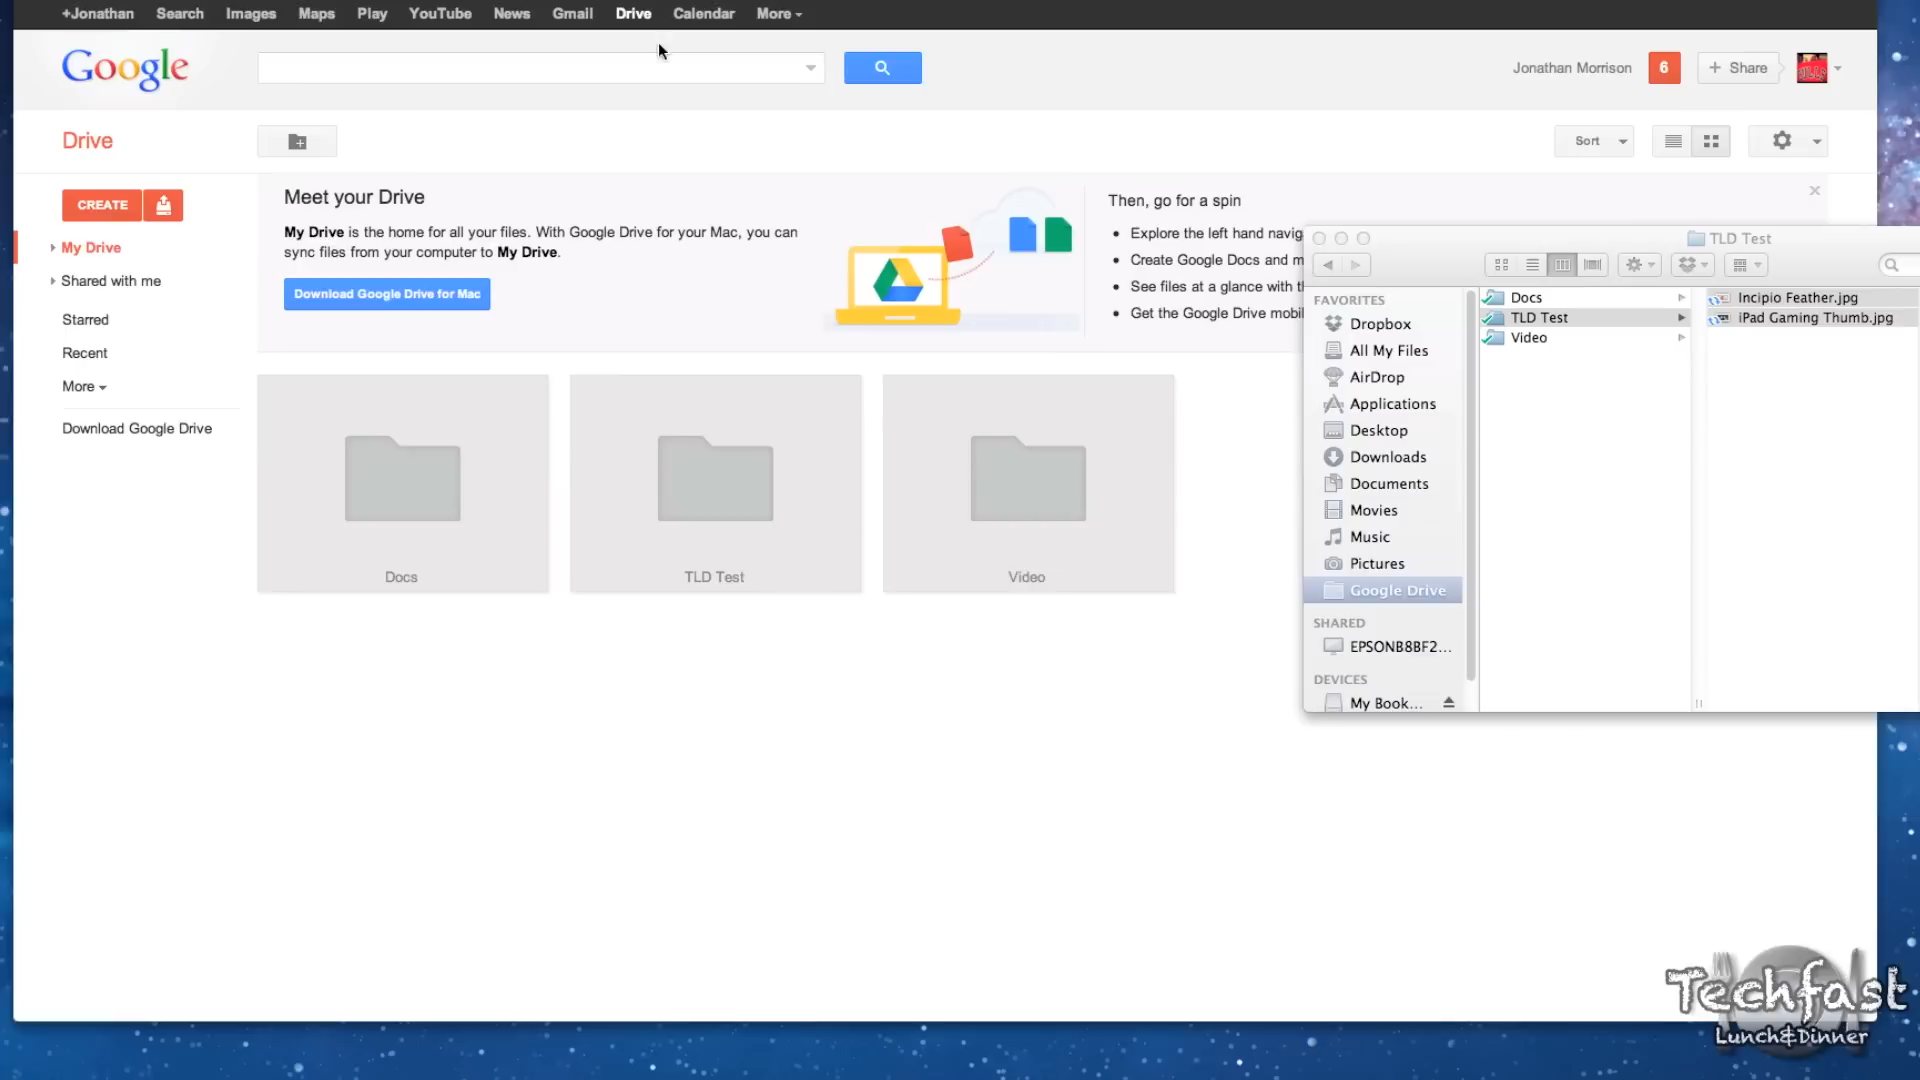 +Jonathan Search Images Maps Play YouTube News Gmail Drive Calendar More
Google
Jonathan Morrison 6 + Share
Drive
Sort
CREATE
My Drive
Shared with me
Starred
Recent
More
Download Google Drive
Meet your Drive
My Drive is the home for all your files. With Google Drive for your Mac, you can
sync files from your computer to My Drive.
Download Google Drive for Mac
Then, go for a spin
Explore the left hand navig
Create Google Docs and m
See files at a glance with th
Get the Google Drive mobil
Docs
TLD Test
Video
TLD Test
FAVORITES
Dropbox
All My Files
AirDrop
Applications
Desktop
Downloads
Documents
Movies
Music
Pictures
Google Drive
SHARED
EPSONB8BF2...
DEVICES
My Book...
Docs
TLD Test
Video
Incipio Feather.jpg
iPad Gaming Thumb.jpg
Techfast
Lunch&Dinner